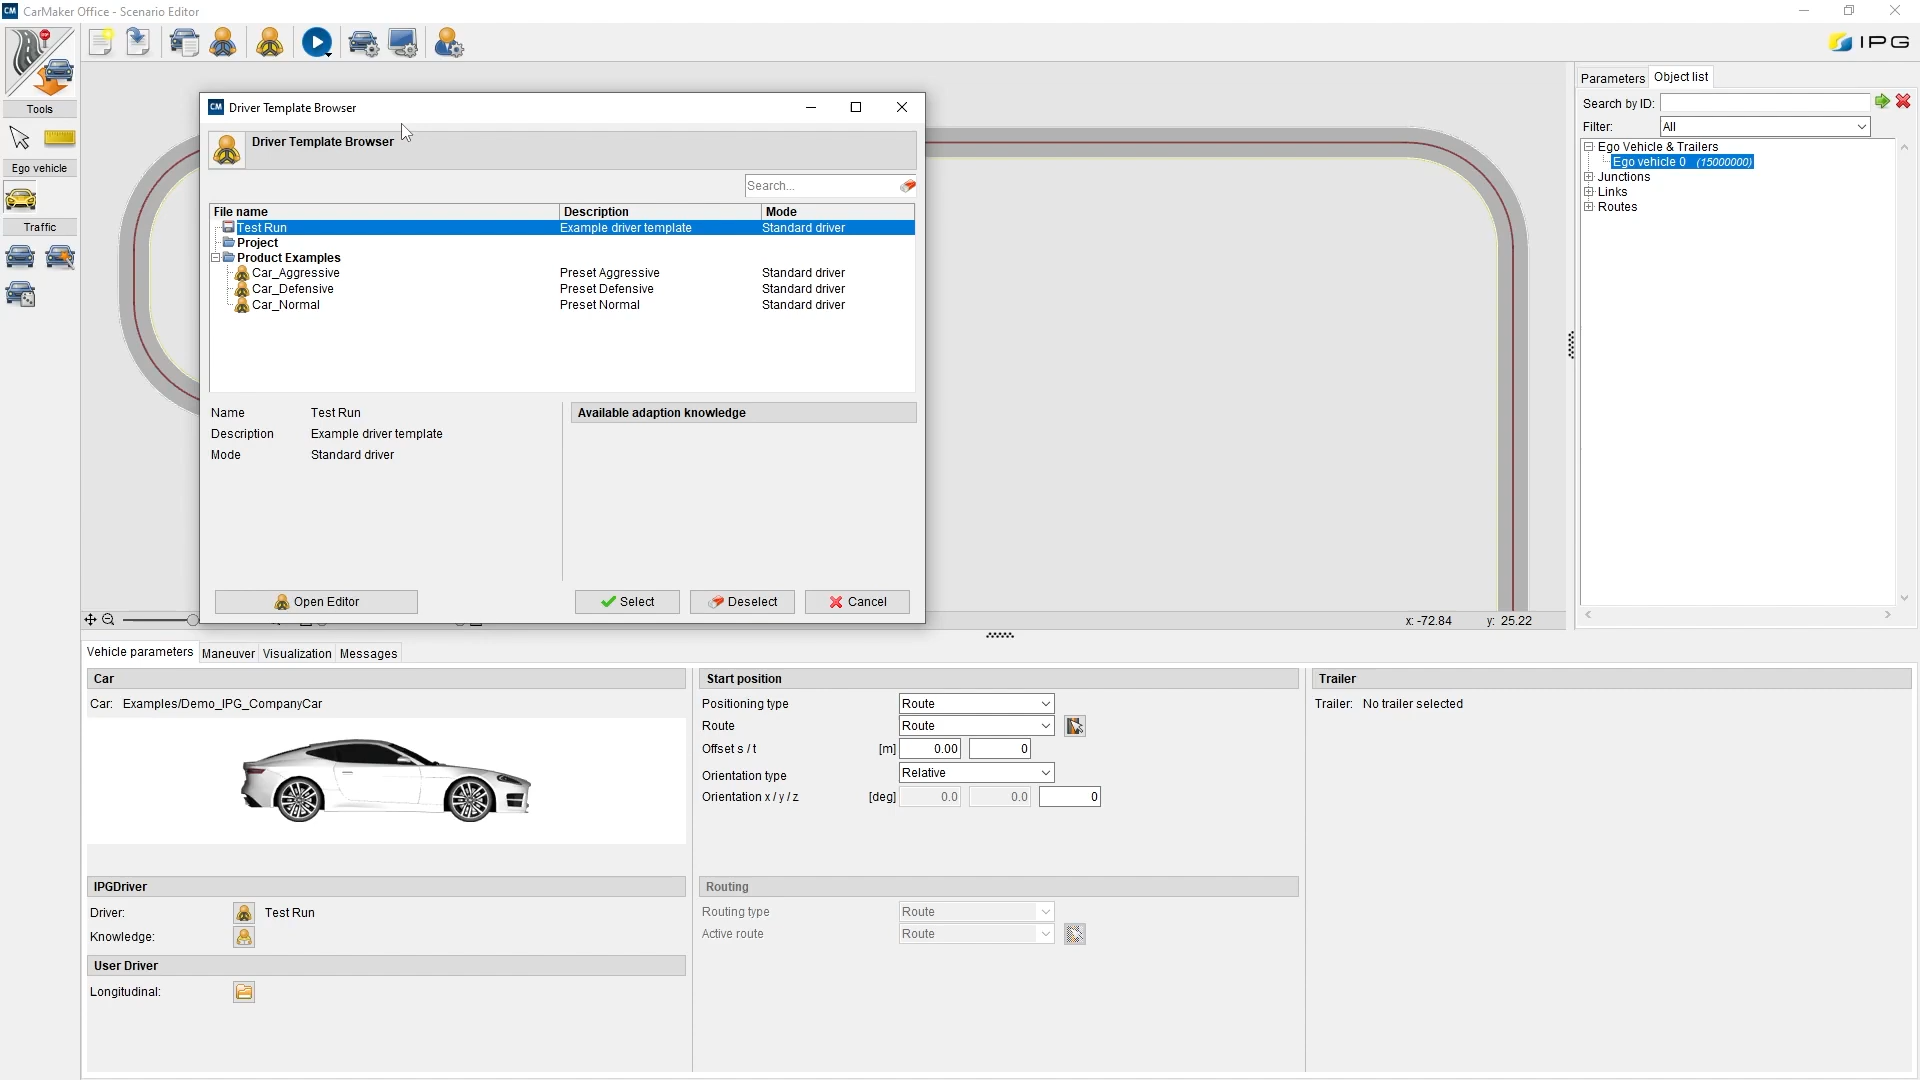 CM CarMaker Office - Scenario Editor
IPG
Tools
Ego vehicle
Traffic
CM Driver Template Browser
Driver Template Browser
Search...
File name Description Mode
Test Run Example driver template Standard driver
Project
Product Examples
Car_Aggressive Preset Aggressive Standard driver
Car_Defensive Preset Defensive Standard driver
Car_Normal Preset Normal Standard driver
Name Test Run
Description Example driver template
Mode Standard driver
Available adaption knowledge
Open Editor Select Deselect Cancel
Parameters Object list
Search by ID:
Filter: All
Ego Vehicle & Trailers
Ego vehicle 0 (15000000)
Junctions
Links
Routes
x: -72.84 y: 25.22
Vehicle parameters Maneuver Visualization Messages
Car
Car: Examples/Demo_IPG_CompanyCar
IPGDriver
Driver: Test Run
Knowledge:
User Driver
Longitudinal:
Start position
Positioning type Route
Route Route
Offset s / t [m] 0.00 0
Orientation type Relative
Orientation x / y / z [deg] 0.0 0.0 0
Routing
Routing type Route
Active route Route
Trailer
Trailer: No trailer selected